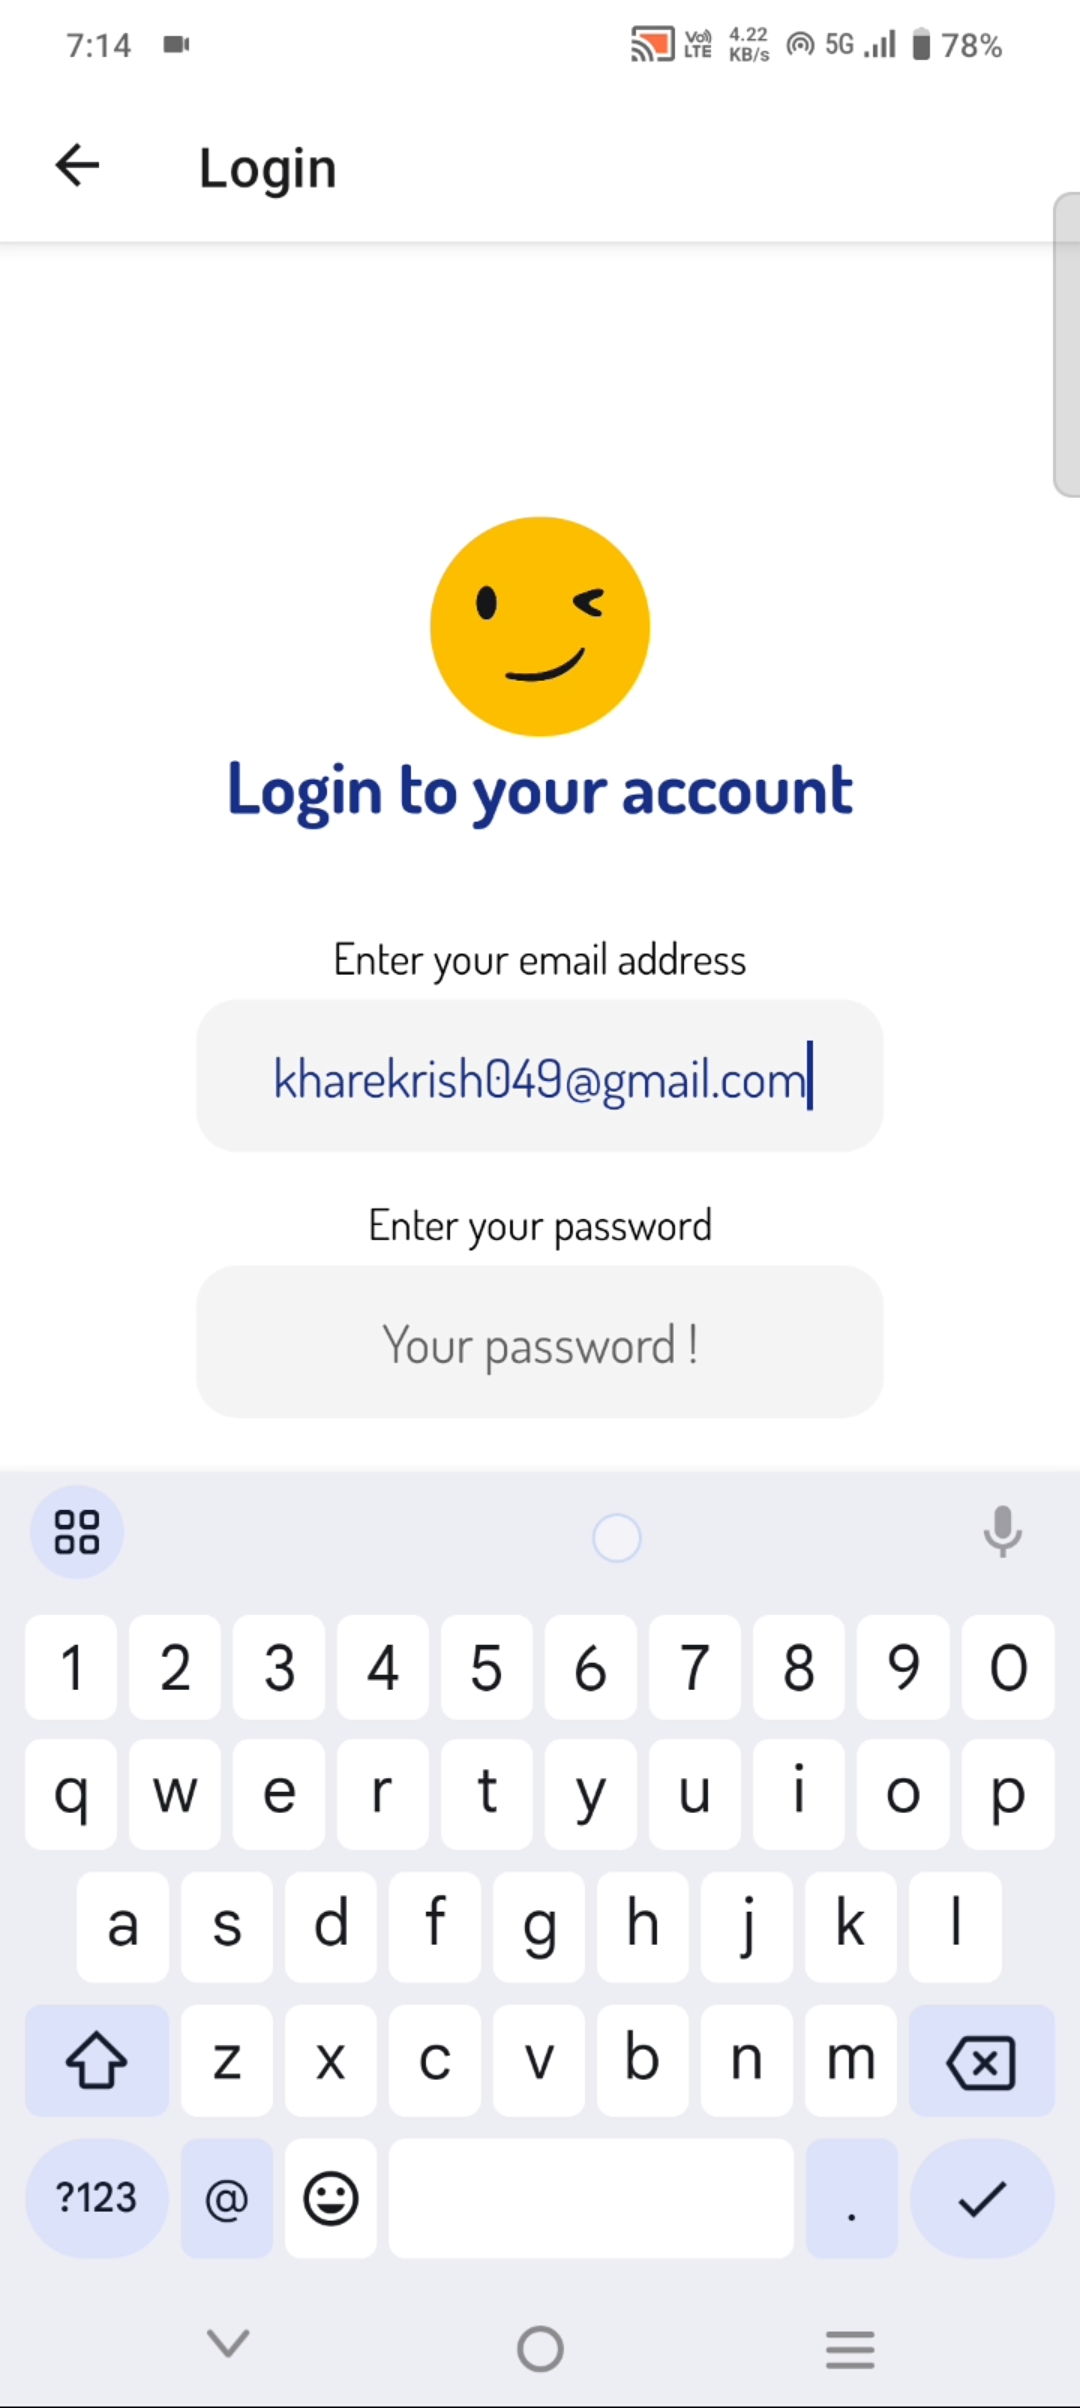 7:14 Vo) LTE 4.22 KB/s 5G 78%
Login
Login to your account
Enter your email address
kharekrish049@gmail.com
Enter your password
Your password !
1 2 3 4 5 6 7 8 9 0
q w e r t y u i o p
a s d f g h j k l
z x c v b n m
?123 @ .